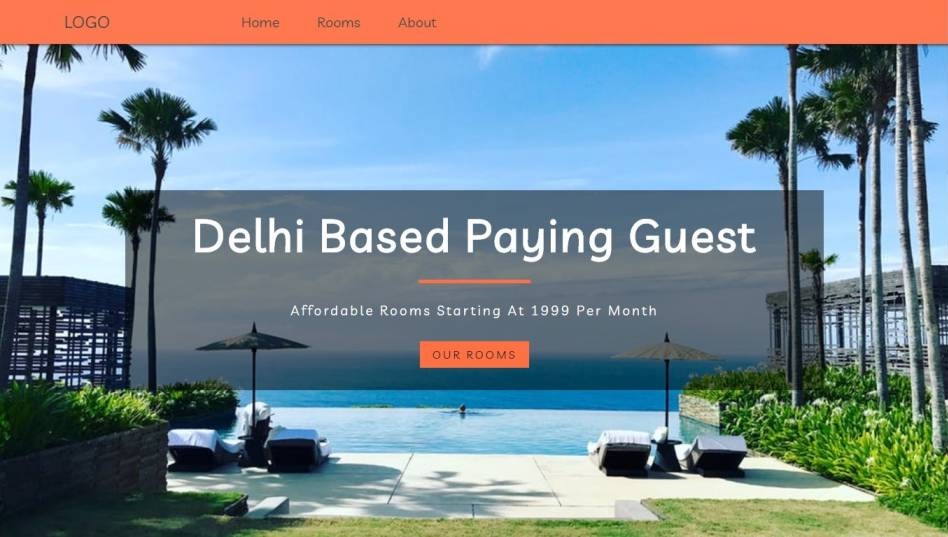 LOGO Home Rooms About
Delhi Based Paying Guest
Affordable Rooms Starting At 1999 Per Month
OUR ROOMS